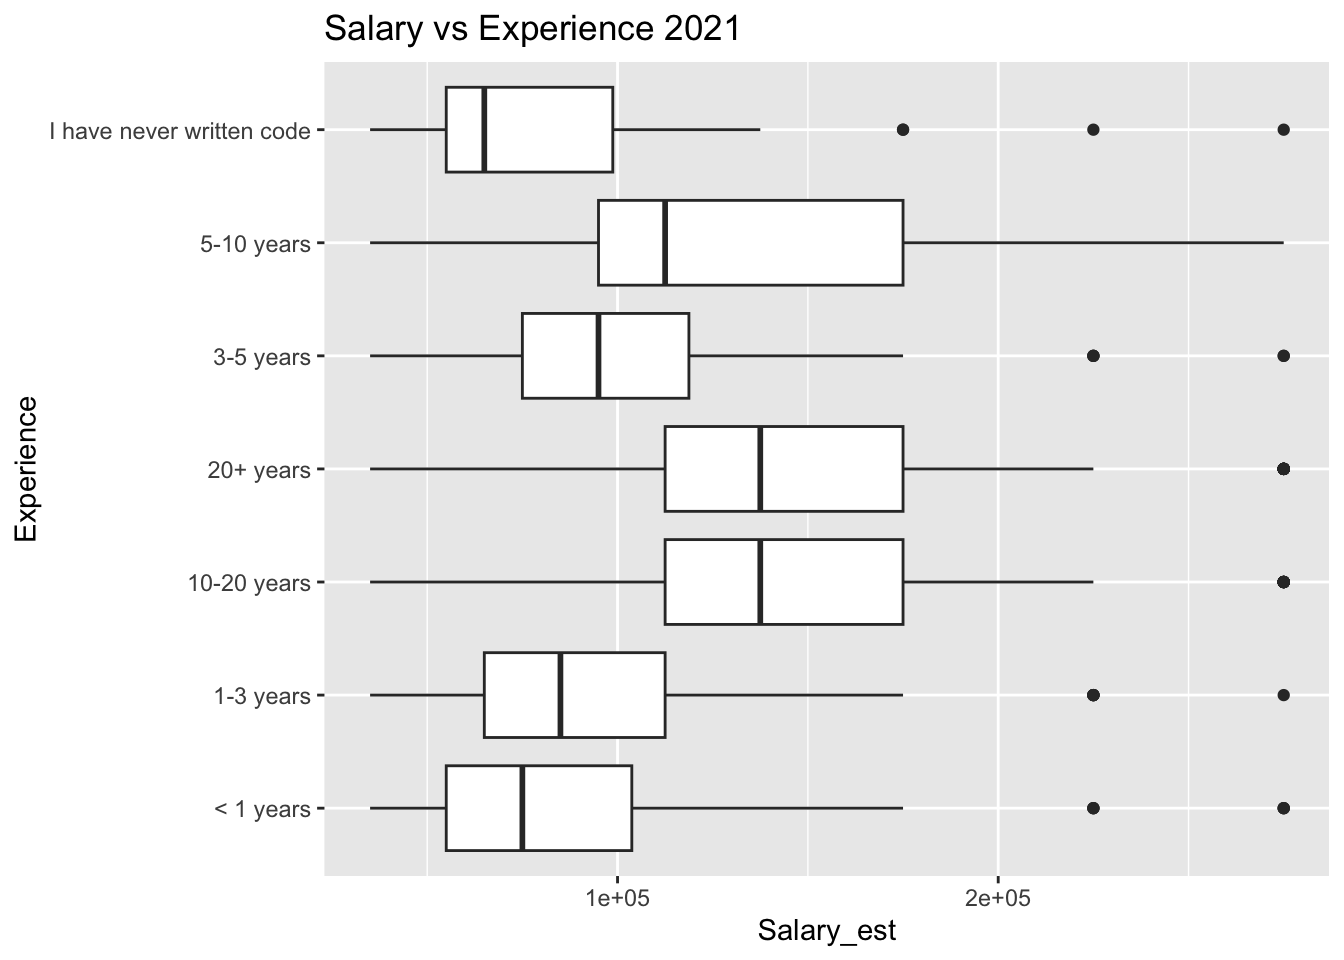 Salary vs Experience 2021
I have never written code
5-10 years
3-5 years
20+ years
10-20 years
1-3 years
< 1 years
Experience
1e+05
2e+05
Salary_est